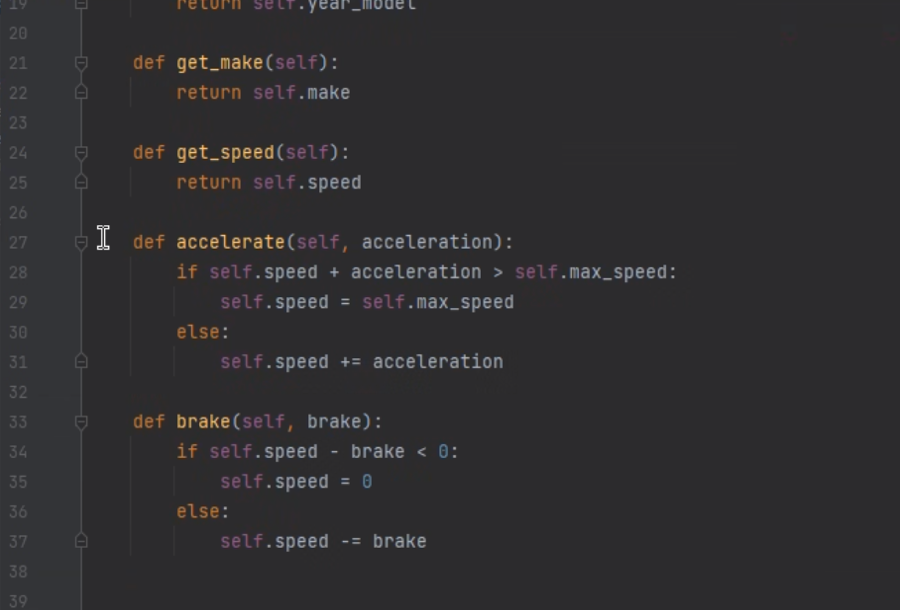 19 return self.year_model
20
21 def get_make(self):
22 return self.make
23
24 def get_speed(self):
25 return self.speed
26
27 def accelerate(self, acceleration):
28 if self.speed + acceleration > self.max_speed:
29 self.speed = self.max_speed
30 else:
31 self.speed += acceleration
32
33 def brake(self, brake):
34 if self.speed - brake < 0:
35 self.speed = 0
36 else:
37 self.speed -= brake
38
39